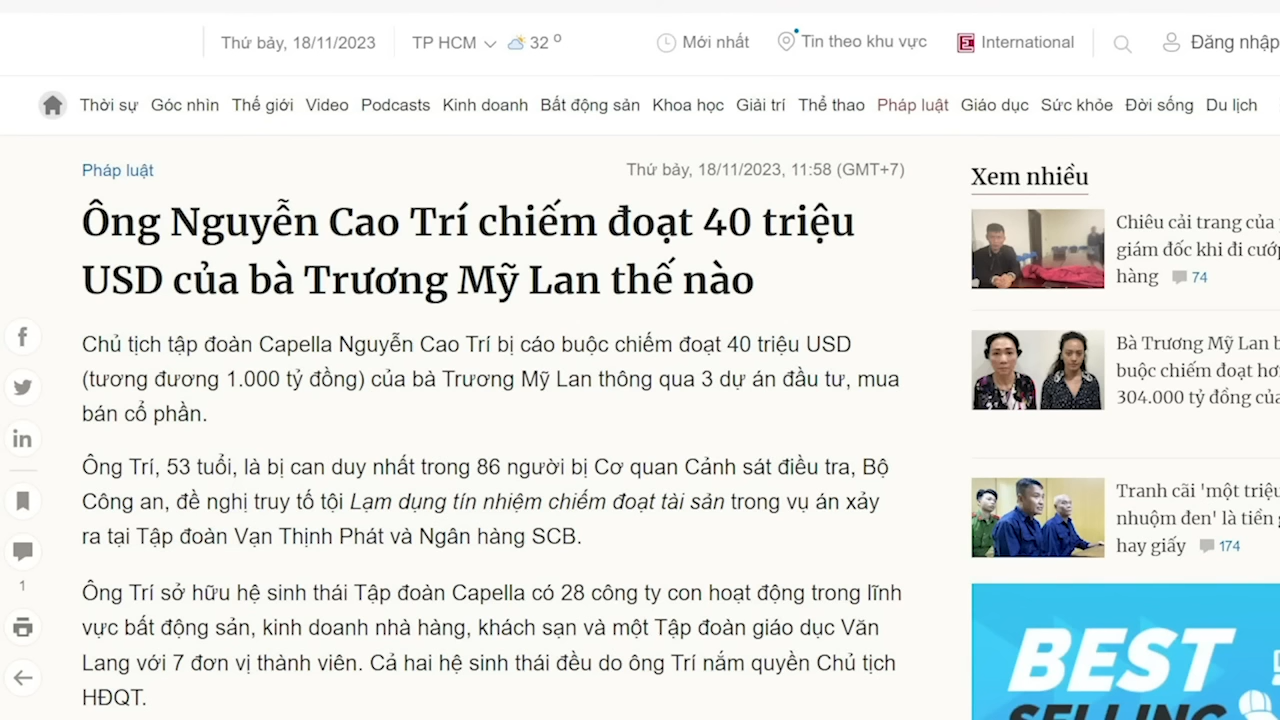 Thứ bảy, 18/11/2023
TP HCM
32 º
Mới nhất
Tin theo khu vực
E
International
Đăng nhập
Thời sự Góc nhìn Thế giới Video Podcasts Kinh doanh Bất động sản Khoa học Giải trí Thể thao Pháp luật Giáo dục Sức khỏe Đời sống Du lịch
Pháp luật
Thứ bảy, 18/11/2023, 11:58 (GMT+7)
Ông Nguyễn Cao Trí chiếm đoạt 40 triệu
USD của bà Trương Mỹ Lan thế nào
Chủ tịch tập đoàn Capella Nguyễn Cao Trí bị cáo buộc chiếm đoạt 40 triệu USD
(tương đương 1.000 tỷ đồng) của bà Trương Mỹ Lan thông qua 3 dự án đầu tư, mua
bán cổ phần.
Ông Trí, 53 tuổi, là bị can duy nhất trong 86 người bị Cơ quan Cảnh sát điều tra, Bộ
Công an, đề nghị truy tố tội Lạm dụng tín nhiệm chiếm đoạt tài sản trong vụ án xảy
ra tại Tập đoàn Vạn Thịnh Phát và Ngân hàng SCB.
Ông Trí sở hữu hệ sinh thái Tập đoàn Capella có 28 công ty con hoạt động trong lĩnh
vực bất động sản, kinh doanh nhà hàng, khách sạn và một Tập đoàn giáo dục Văn
Lang với 7 đơn vị thành viên. Cả hai hệ sinh thái đều do ông Trí nắm quyền Chủ tịch
HĐQT.
1
Xem nhiều
Chiêu cải trang của
giám đốc khi đi cướp
hàng 74
Bà Trương Mỹ Lan
buộc chiếm đoạt
304.000 tỷ đồng
Tranh cãi 'một triệu
nhuộm đen' là tiền
hay giấy 174
BEST
SELLING